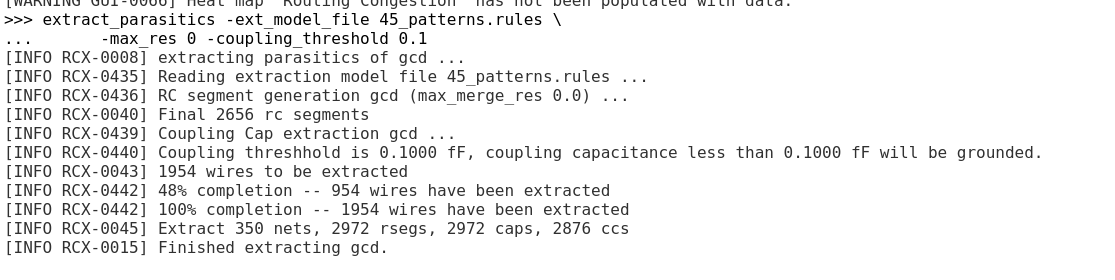 [WARNING GUI-0066] Heat map "Routing Congestion" has not been populated with data.
>>> extract_parasitics -ext_model_file 45_patterns.rules \
...       -max_res 0 -coupling_threshold 0.1
[INFO RCX-0008] extracting parasitics of gcd ...
[INFO RCX-0435] Reading extraction model file 45_patterns.rules ...
[INFO RCX-0436] RC segment generation gcd (max_merge_res 0.0) ...
[INFO RCX-0040] Final 2656 rc segments
[INFO RCX-0439] Coupling Cap extraction gcd ...
[INFO RCX-0440] Coupling threshhold is 0.1000 fF, coupling capacitance less than 0.1000 fF will be grounded.
[INFO RCX-0043] 1954 wires to be extracted
[INFO RCX-0442] 48% completion -- 954 wires have been extracted
[INFO RCX-0442] 100% completion -- 1954 wires have been extracted
[INFO RCX-0045] Extract 350 nets, 2972 rsegs, 2972 caps, 2876 ccs
[INFO RCX-0015] Finished extracting gcd.